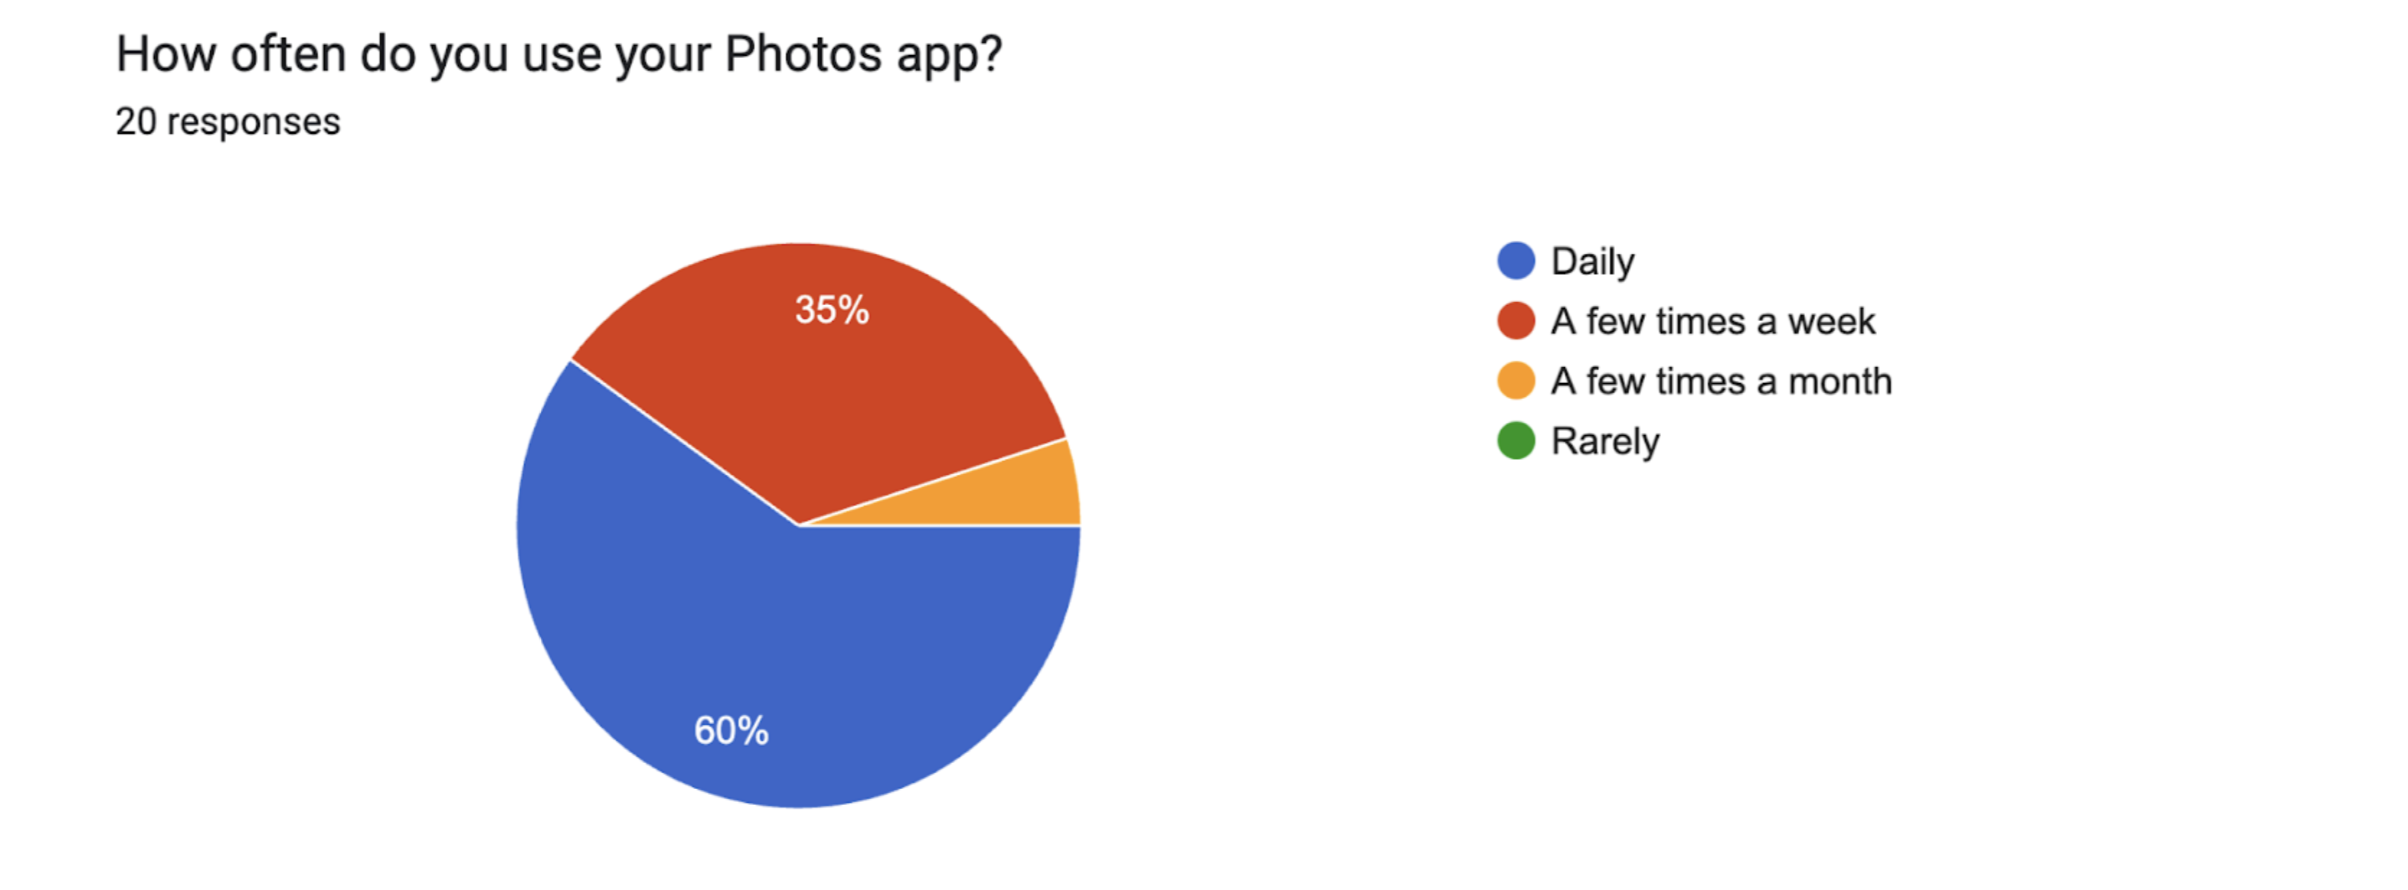 How often do you use your Photos app?
20 responses
35%
60%
Daily
A few times a week
A few times a month
Rarely